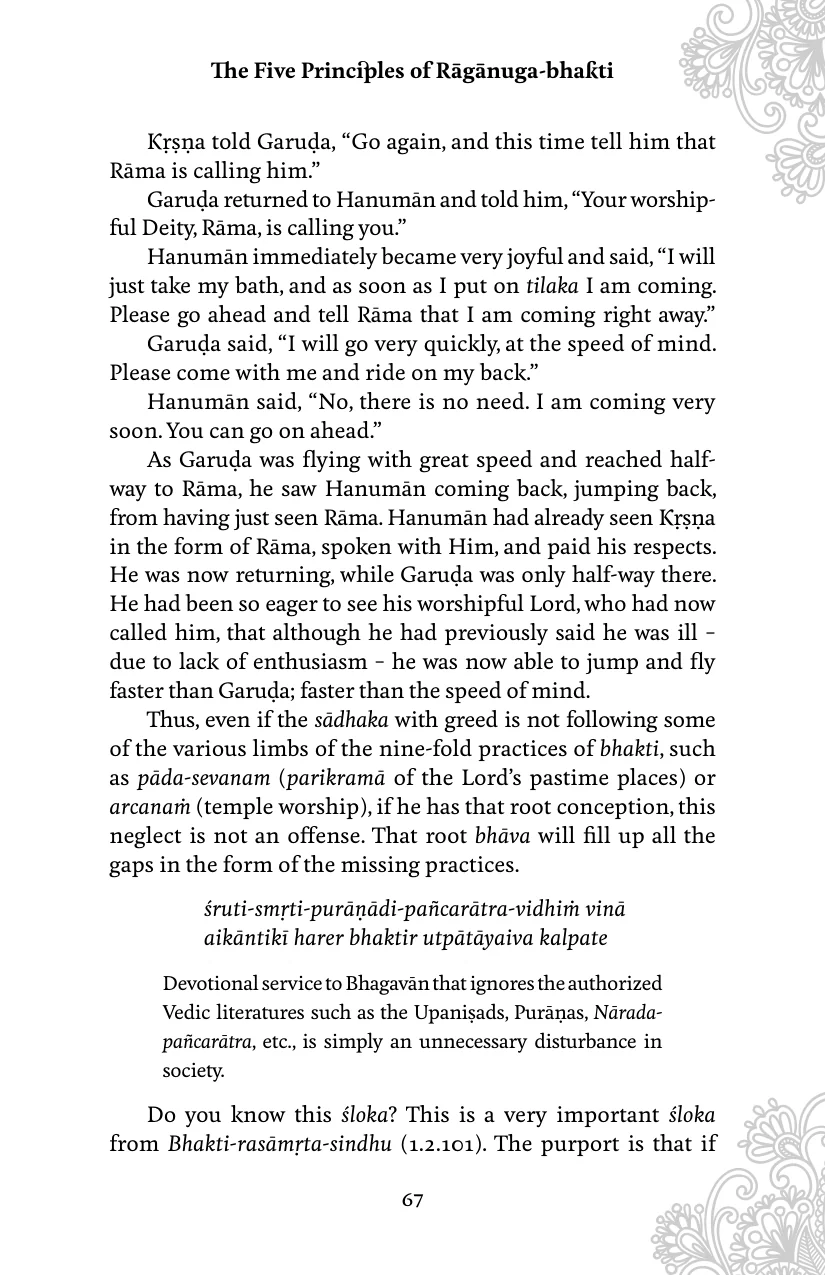 The Five Principles of Rāgānuga-bhakti
Kṛṣṇa told Garuḍa, “Go again, and this time tell him that
Rāma is calling him.”
Garuḍa returned to Hanumān and told him, “Your worship-
ful Deity, Rāma, is calling you.”
Hanumān immediately became very joyful and said, “I will
just take my bath, and as soon as I put on tilaka I am coming.
Please go ahead and tell Rāma that I am coming right away.”
Garuḍa said, “I will go very quickly, at the speed of mind.
Please come with me and ride on my back.”
Hanumān said, “No, there is no need. I am coming very
soon. You can go on ahead.”
As Garuḍa was flying with great speed and reached half-
way to Rāma, he saw Hanumān coming back, jumping back,
from having just seen Rāma. Hanumān had already seen Kṛṣṇa
in the form of Rāma, spoken with Him, and paid his respects.
He was now returning, while Garuḍa was only half-way there.
He had been so eager to see his worshipful Lord, who had now
called him, that although he had previously said he was ill –
due to lack of enthusiasm – he was now able to jump and fly
faster than Garuḍa; faster than the speed of mind.
Thus, even if the sādhaka with greed is not following some
of the various limbs of the nine-fold practices of bhakti, such
as pāda-sevanam (parikramā of the Lord’s pastime places) or
arcanaṁ (temple worship), if he has that root conception, this
neglect is not an offense. That root bhāva will fill up all the
gaps in the form of the missing practices.
śruti-smṛti-purāṇādi-pañcarātra-vidhiṁ vinā
aikāntikī harer bhaktir utpātāyaiva kalpate
Devotional service to Bhagavān that ignores the authorized
Vedic literatures such as the Upaniṣads, Purāṇas, Nārada-
pañcarātra, etc., is simply an unnecessary disturbance in
society.
Do you know this śloka? This is a very important śloka
from Bhakti-rasāmṛta-sindhu (1.2.101). The purport is that if
67